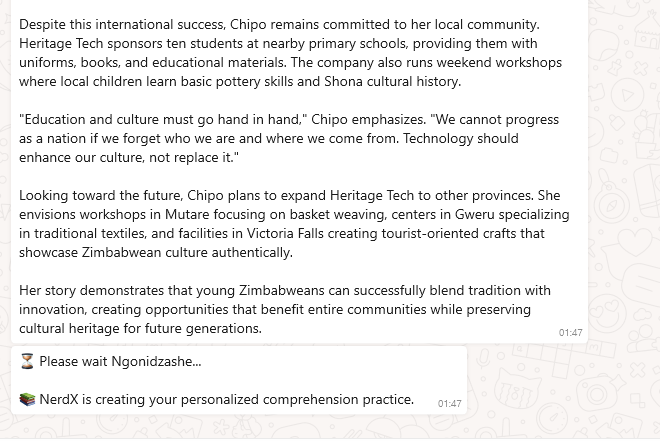 Despite this international success, Chipo remains committed to her local community.
Heritage Tech sponsors ten students at nearby primary schools, providing them with
uniforms, books, and educational materials. The company also runs weekend workshops
where local children learn basic pottery skills and Shona cultural history.
"Education and culture must go hand in hand," Chipo emphasizes. "We cannot progress
as a nation if we forget who we are and where we come from. Technology should
enhance our culture, not replace it."
Looking toward the future, Chipo plans to expand Heritage Tech to other provinces. She
envisions workshops in Mutare focusing on basket weaving, centers in Gweru specializing
in traditional textiles, and facilities in Victoria Falls creating tourist-oriented crafts that
showcase Zimbabwean culture authentically.
Her story demonstrates that young Zimbabweans can successfully blend tradition with
innovation, creating opportunities that benefit entire communities while preserving
cultural heritage for future generations.
01:47
⏳ Please wait Ngonidzashe...
📚 NerdX is creating your personalized comprehension practice.
01:47